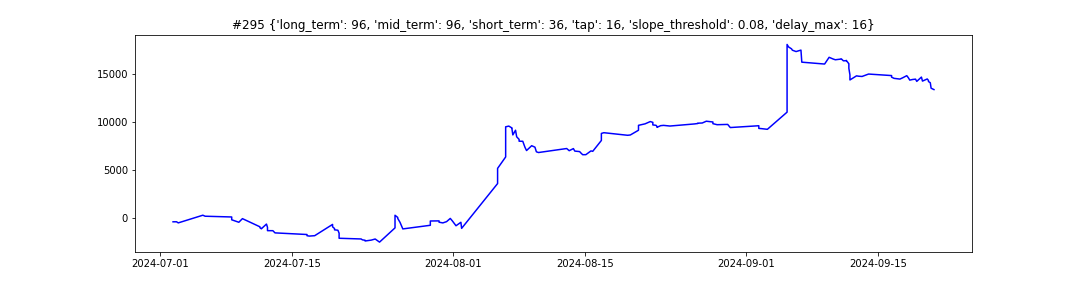 #295 {'long_term': 96, 'mid_term': 96, 'short_term': 36, 'tap': 16, 'slope_threshold': 0.08, 'delay_max': 16}
15000
10000
5000
0
2024-07-01 2024-07-15 2024-08-01 2024-08-15 2024-09-01 2024-09-15